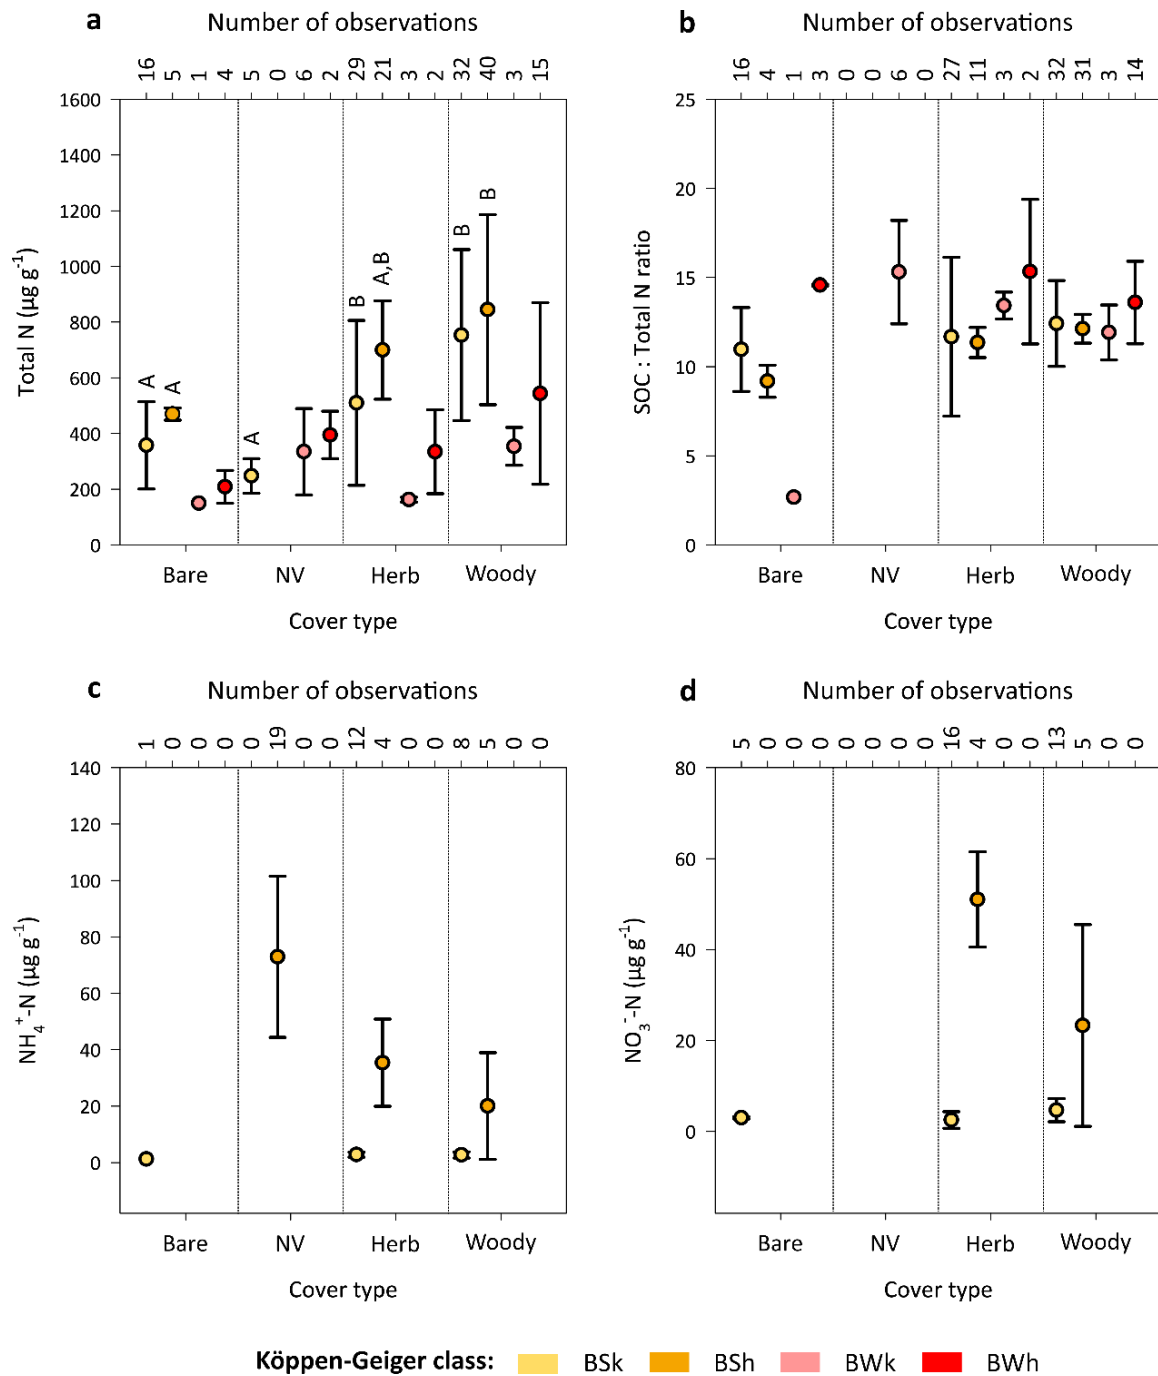 a Number of observations
16 5 1 4 5 0 6 2 29 21 3 2 32 40 3 15
1600
1400
1200
1000
800
600
400
200
0
Total N (µg g⁻¹)
A A A B A,B B B
Bare NV Herb Woody
Cover type
b Number of observations
16 4 1 3 0 0 6 0 27 11 3 2 32 31 3 14
25
20
15
10
5
0
SOC : Total N ratio
Bare NV Herb Woody
Cover type
c Number of observations
1 0 0 0 0 19 0 0 12 4 0 0 8 5 0 0
140
120
100
80
60
40
20
0
NH₄⁺-N (µg g⁻¹)
Bare NV Herb Woody
Cover type
d Number of observations
5 0 0 0 0 0 0 0 16 4 0 0 13 5 0 0
80
60
40
20
0
NO₃⁻-N (µg g⁻¹)
Bare NV Herb Woody
Cover type
Köppen-Geiger class: BSk BSh BWk BWh